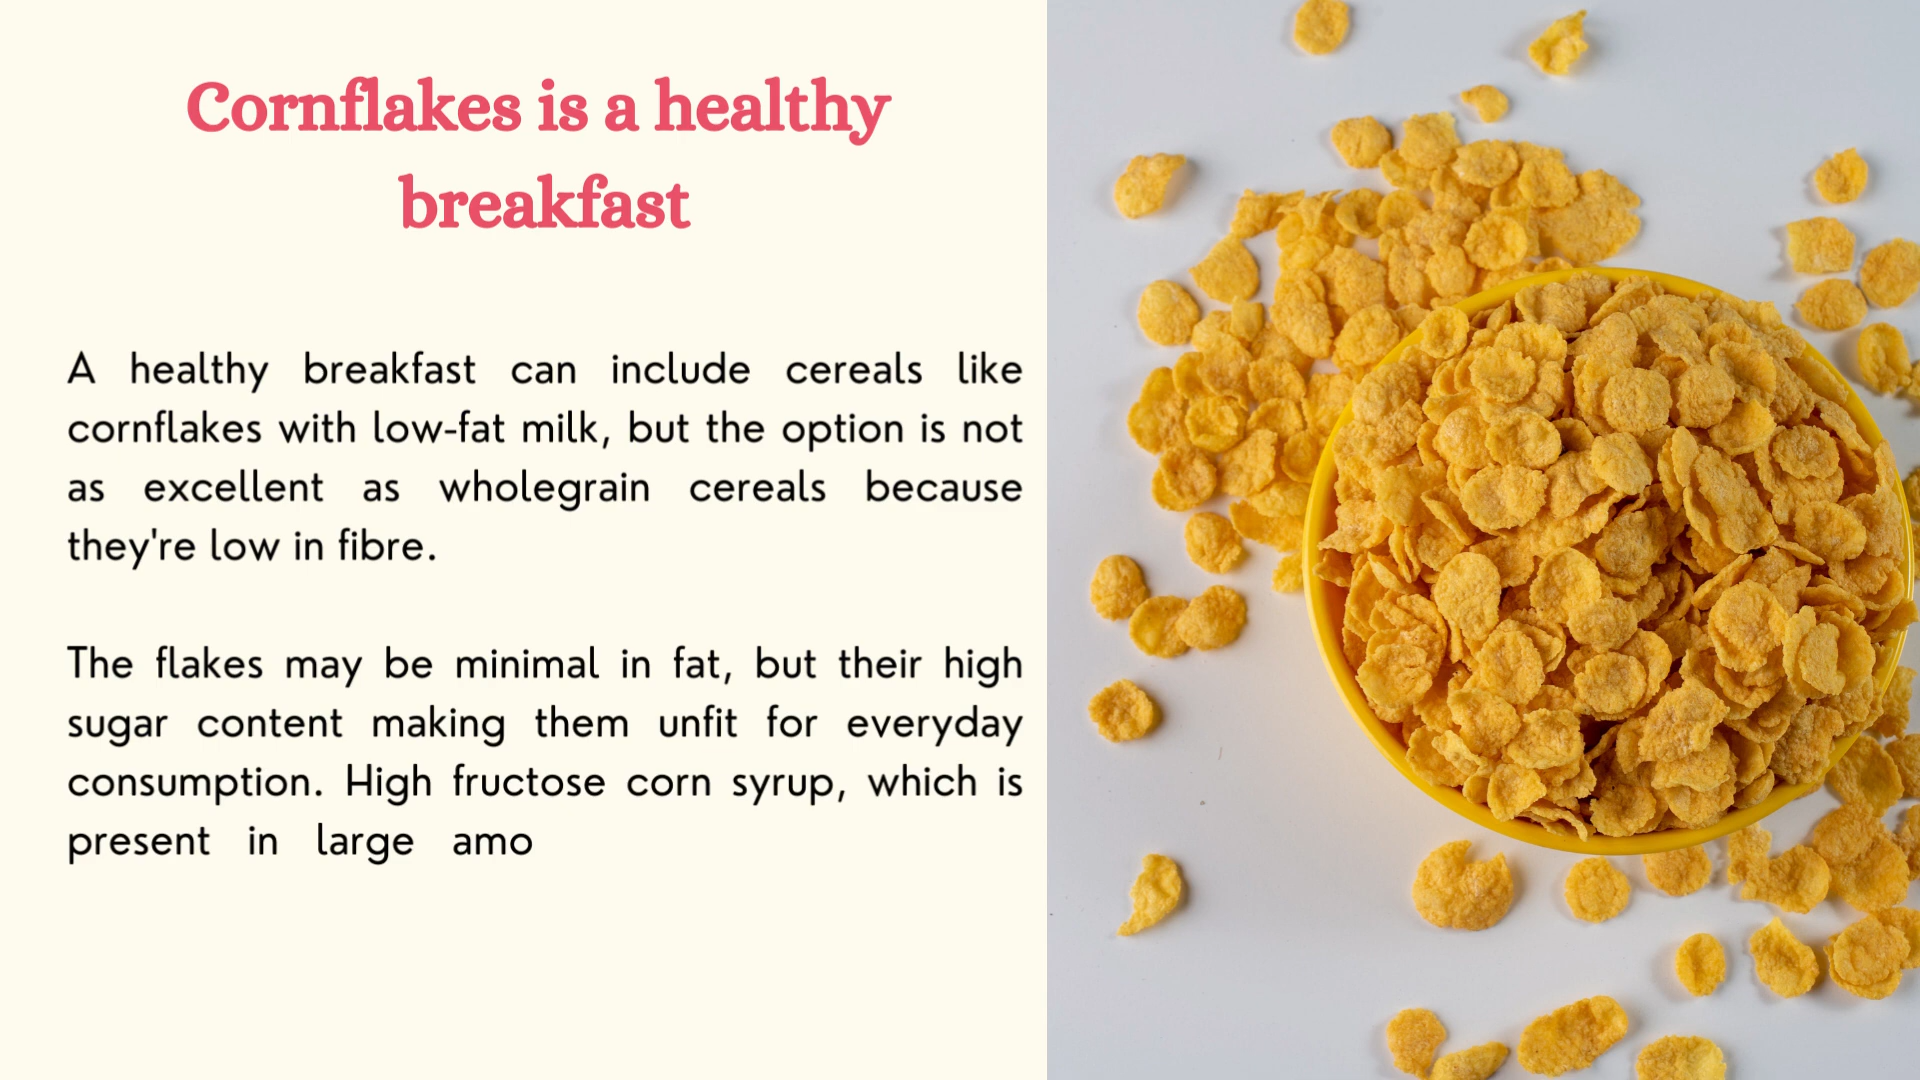 Cornflakes is a healthy
breakfast
A healthy breakfast can include cereals like
cornflakes with low-fat milk, but the option is not
as excellent as wholegrain cereals because
they're low in fibre.
The flakes may be minimal in fat, but their high
sugar content making them unfit for everyday
consumption. High fructose corn syrup, which is
present in large amo